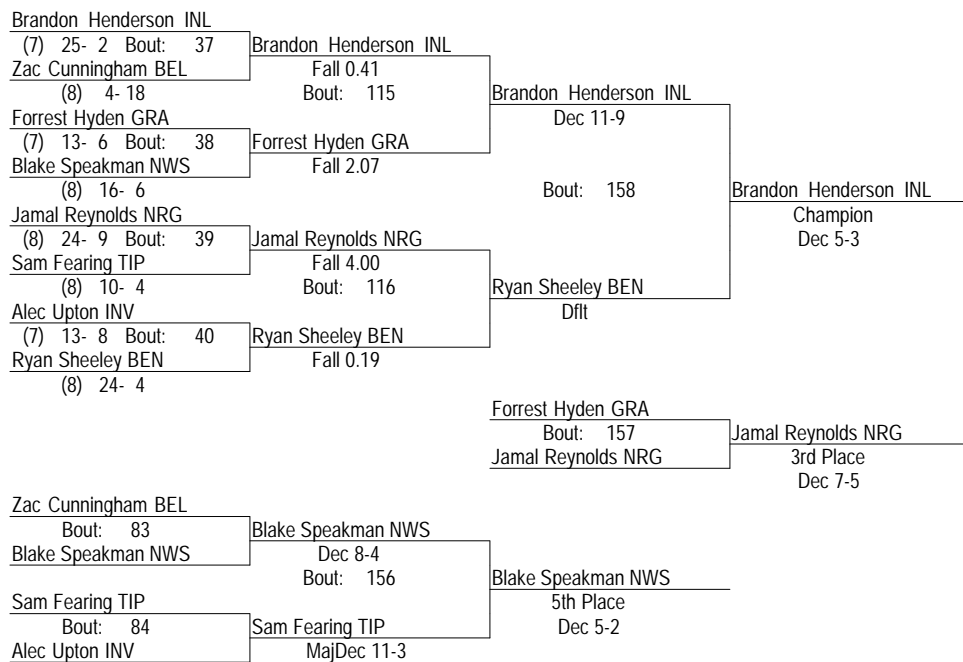 Brandon Henderson INL
(7) 25- 2 Bout: 37
Zac Cunningham BEL
(8) 4- 18
Forrest Hyden GRA
(7) 13- 6 Bout: 38
Blake Speakman NWS
(8) 16- 6
Jamal Reynolds NRG
(8) 24- 9 Bout: 39
Sam Fearing TIP
(8) 10- 4
Alec Upton INV
(7) 13- 8 Bout: 40
Ryan Sheeley BEN
(8) 24- 4
Brandon Henderson INL
Fall 0.41
Bout: 115
Forrest Hyden GRA
Fall 2.07
Jamal Reynolds NRG
Fall 4.00
Bout: 116
Ryan Sheeley BEN
Fall 0.19
Brandon Henderson INL
Dec 11-9
Bout: 158
Ryan Sheeley BEN
Dflt
Brandon Henderson INL
Champion
Dec 5-3
Forrest Hyden GRA
Bout: 157
Jamal Reynolds NRG
Jamal Reynolds NRG
3rd Place
Dec 7-5
Zac Cunningham BEL
Bout: 83
Blake Speakman NWS
Sam Fearing TIP
Bout: 84
Alec Upton INV
Blake Speakman NWS
Dec 8-4
Bout: 156
Sam Fearing TIP
MajDec 11-3
Blake Speakman NWS
5th Place
Dec 5-2